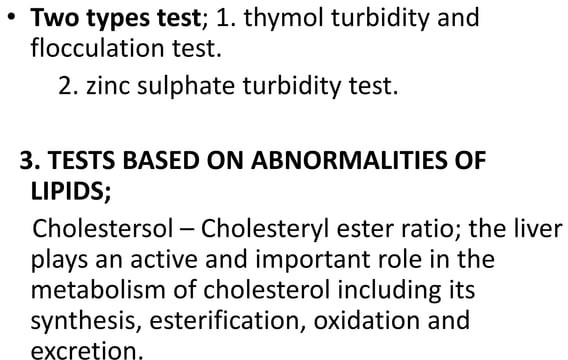 • Two types test; 1. thymol turbidity and
flocculation test.
2. zinc sulphate turbidity test.
3. TESTS BASED ON ABNORMALITIES OF
LIPIDS;
Cholestersol – Cholesteryl ester ratio; the liver
plays an active and important role in the
metabolism of cholesterol including its
synthesis, esterification, oxidation and
excretion.